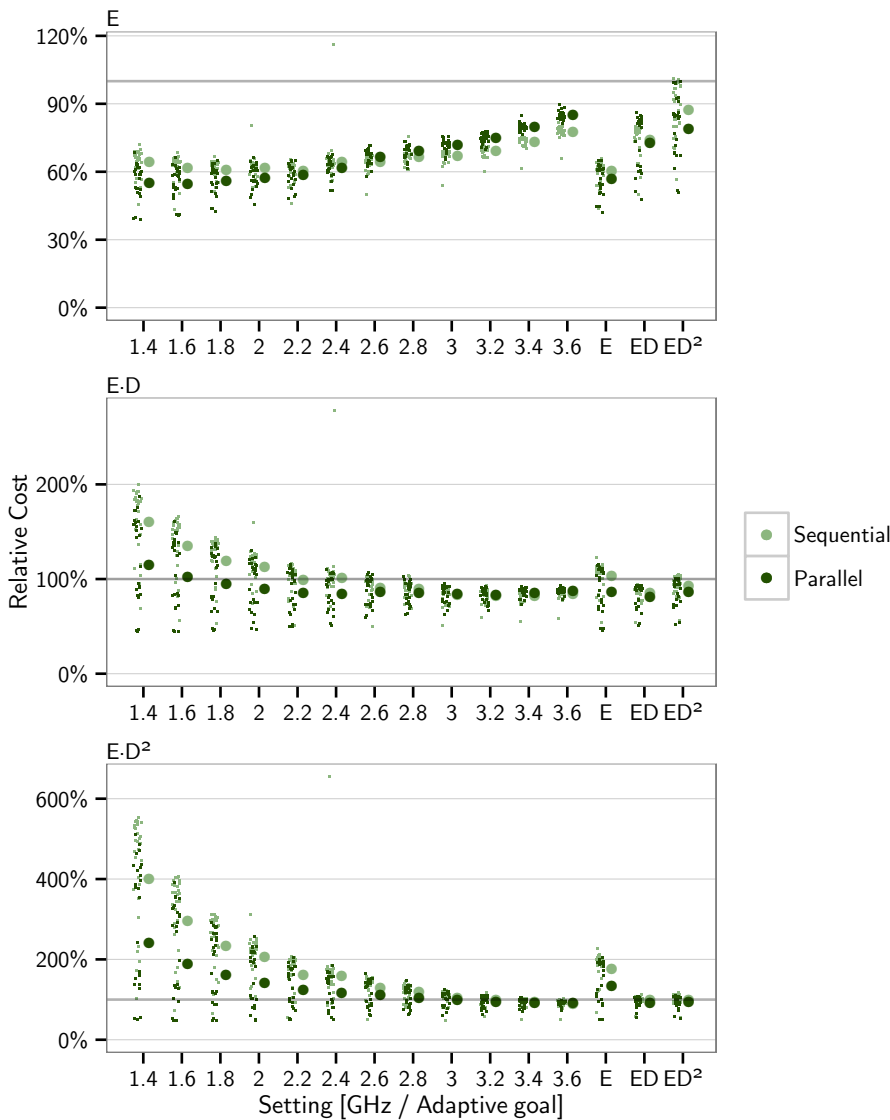 E
120%
90%
60%
30%
0%
1.4 1.6 1.8 2 2.2 2.4 2.6 2.8 3 3.2 3.4 3.6 E ED ED²
E·D
200%
100%
0%
1.4 1.6 1.8 2 2.2 2.4 2.6 2.8 3 3.2 3.4 3.6 E ED ED²
Relative Cost
Sequential
Parallel
E·D²
600%
400%
200%
0%
1.4 1.6 1.8 2 2.2 2.4 2.6 2.8 3 3.2 3.4 3.6 E ED ED²
Setting [GHz / Adaptive goal]